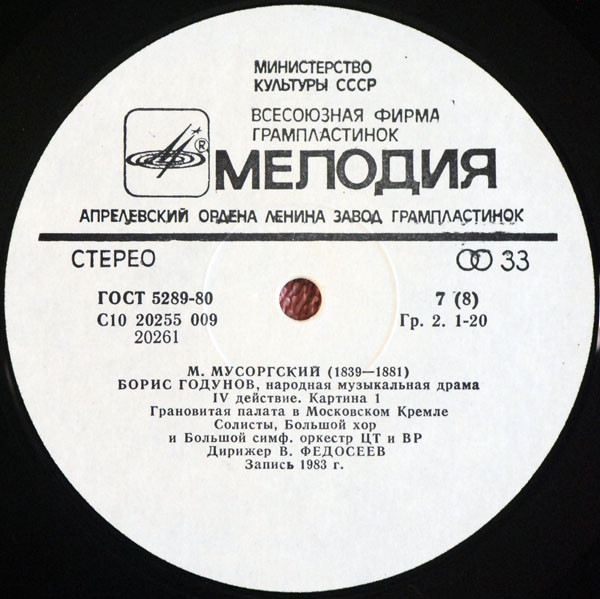 МИНИСТЕРСТВО
КУЛЬТУРЫ СССР
ВСЕСОЮЗНАЯ ФИРМА
ГРАМПЛАСТИНОК
®
МЕЛОДИЯ
АПРЕЛЕВСКИЙ ОРДЕНА ЛЕНИНА ЗАВОД ГРАМПЛАСТИНОК
СТЕРЕО 33
ГОСТ 5289-80 7 (8)
С10 20255 009 Гр. 2. 1-20
20261
М. МУСОРГСКИЙ (1839—1881)
БОРИС ГОДУНОВ, народная музыкальная драма
IV действие. Картина 1
Грановитая палата в Московском Кремле
Солисты, Большой хор
и Большой симф. оркестр ЦТ и ВР
Дирижер В. ФЕДОСЕЕВ
Запись 1983 г.